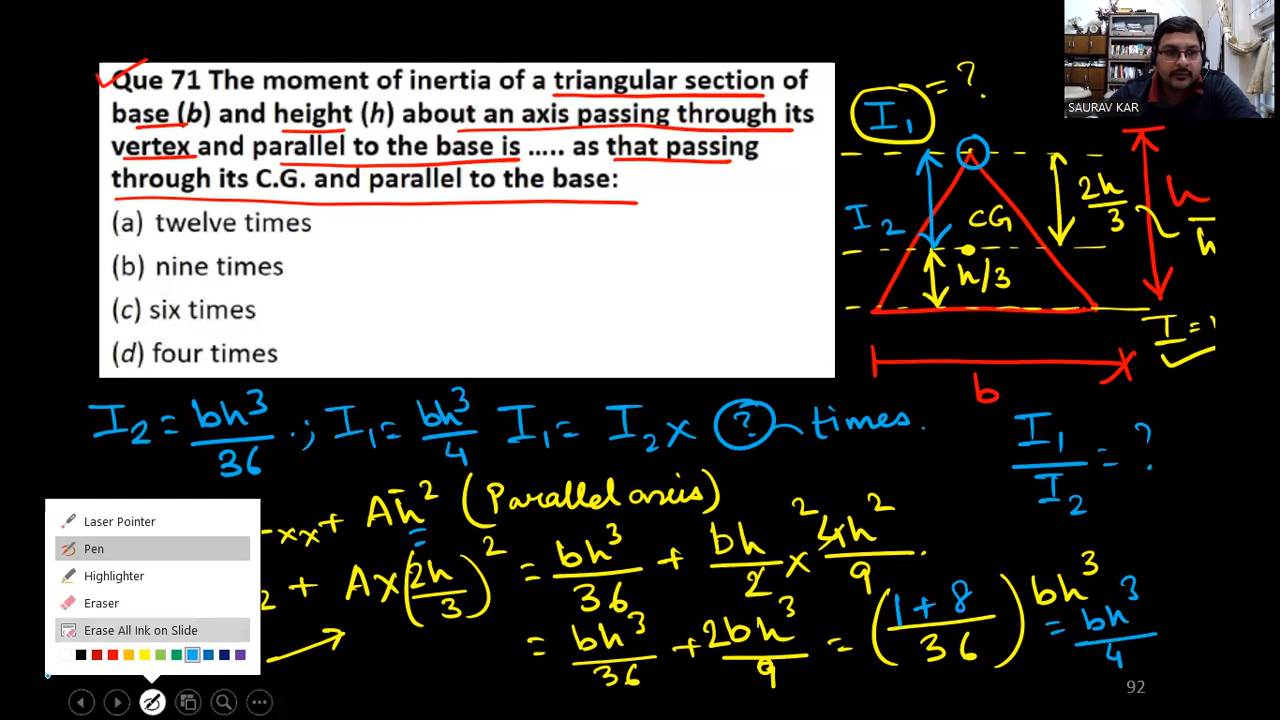 Que 71 The moment of inertia of a triangular section of
base (b) and height (h) about an axis passing through its
vertex and parallel to the base is ..... as that passing
through its C.G. and parallel to the base:
(a) twelve times
(b) nine times
(c) six times
(d) four times
I₁ = ?
I₂
CG
2h/3
h/3
h
b
I =
SAURAV KAR
I₂ = bh³/36 . ; I₁ = bh³/4 I₁ = I₂ × ? times.
I₁/I₂ = ?
xx + Ah̄² (Parallel axis)
2 + A×(2h/3)² = bh³/36 + bh/2 × 4h²/9 .
= bh³/36 + 2bh³/9 = (1+8/36) bh³
= bh³/4
Laser Pointer
Pen
Highlighter
Eraser
Erase All Ink on Slide
92